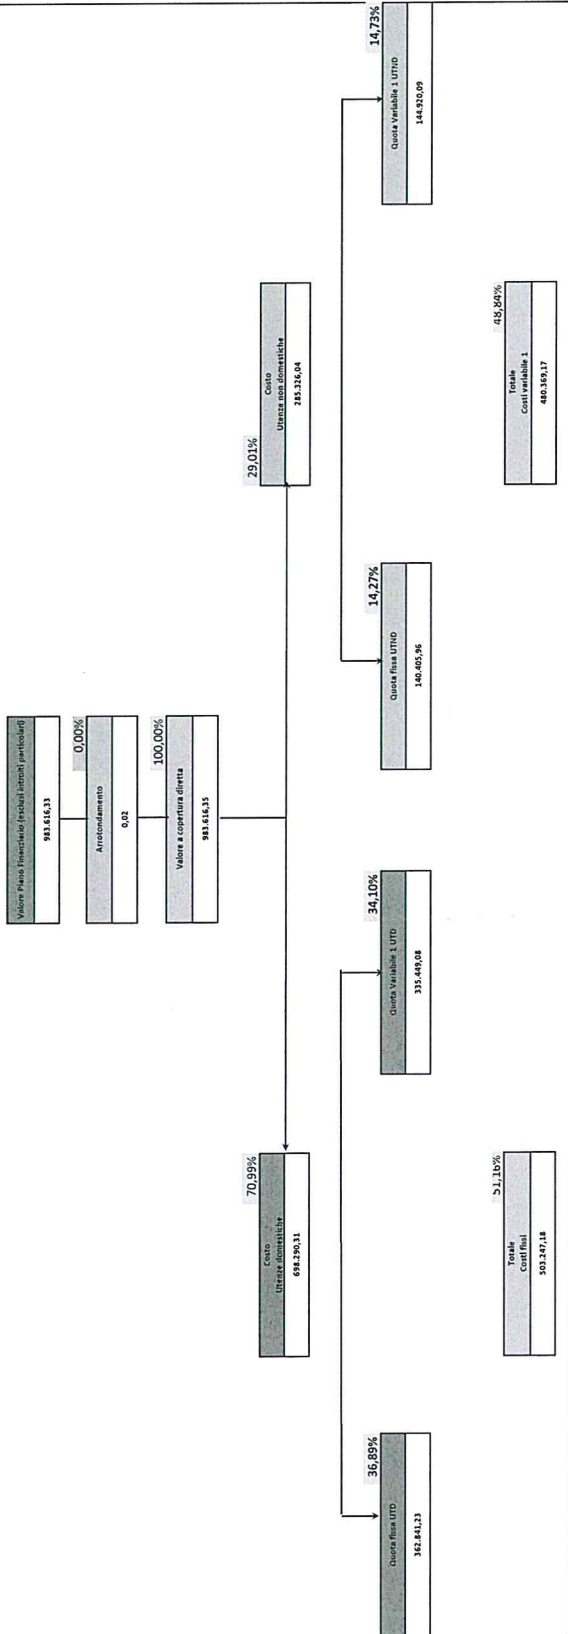 Valore Piano Finanziario (esclusi introiti particolari)
983.616,33
0,00%
Arrotondamento
0,02
100,00%
Valore a copertura diretta
983.616,35
70,99%
Costo
Utenze domestiche
698.290,31
29,01%
Costo
Utenze non domestiche
285.326,04
36,89%
Quota fissa UTD
362.841,23
34,10%
Quota Variabile 1 UTD
335.449,08
14,27%
Quota fissa UTND
140.405,96
14,73%
Quota Variabile 1 UTND
144.920,09
51,16%
Totale
Costi fissi
503.247,18
48,84%
Totale
Costi variabile 1
480.369,17